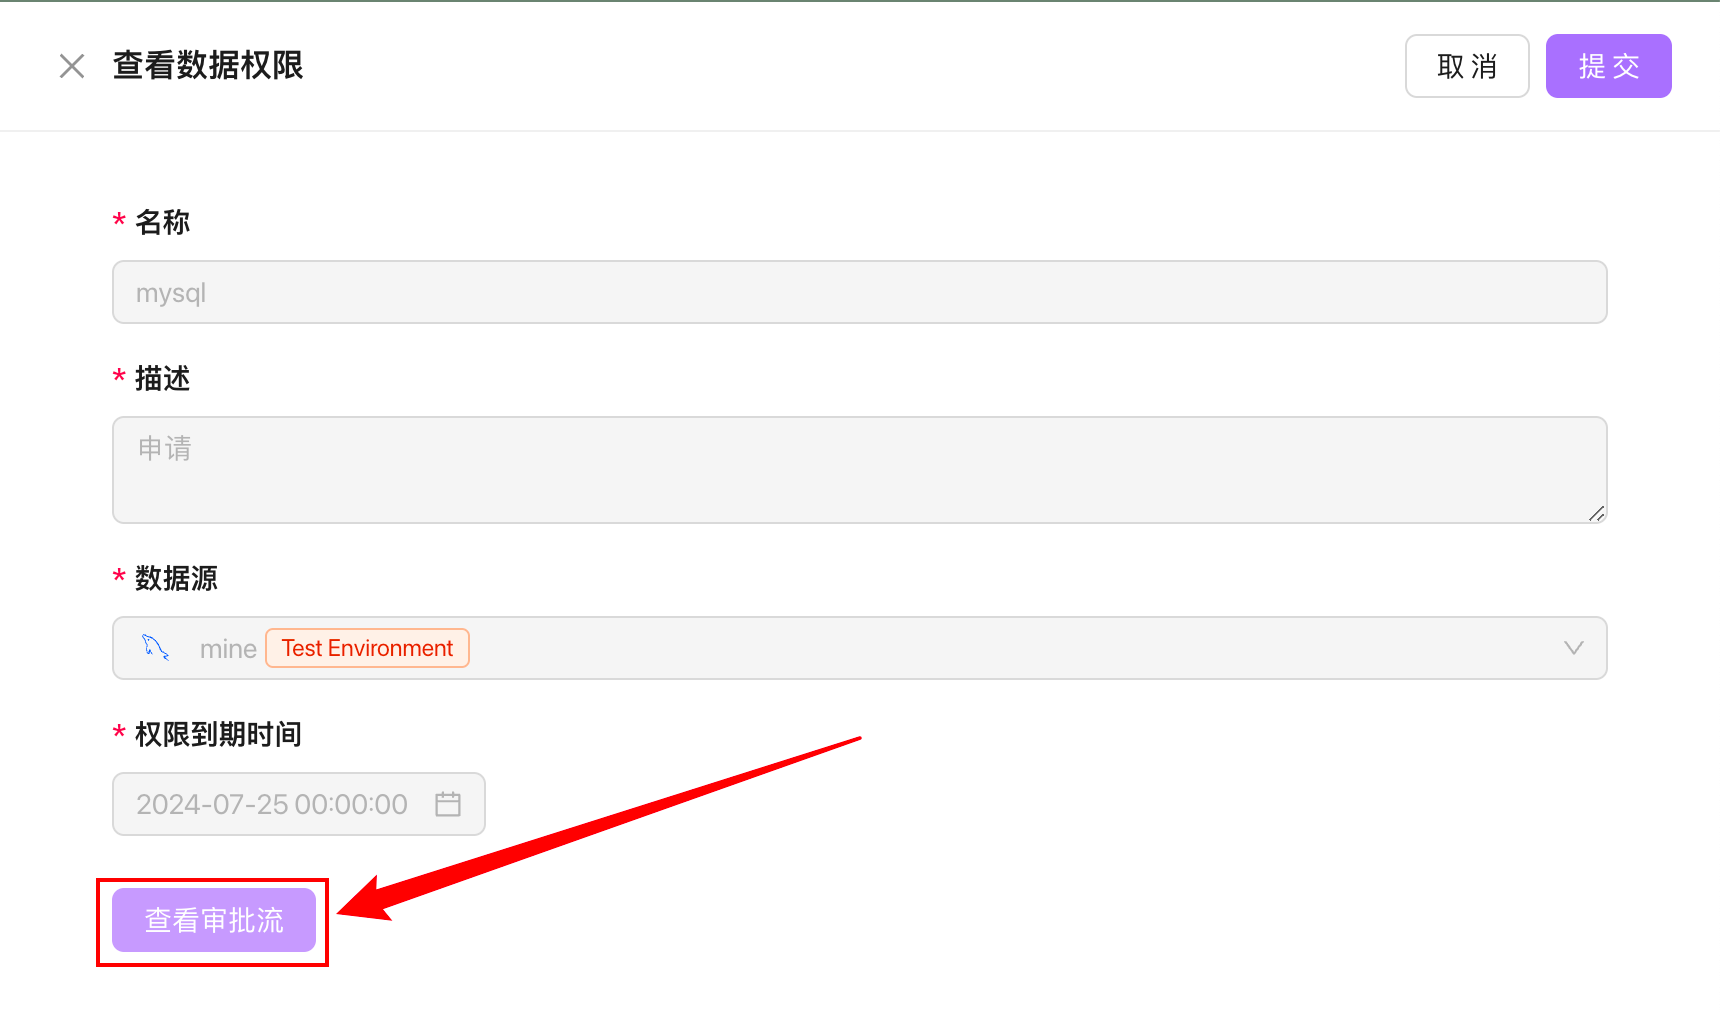 查看数据权限
取消
提交
* 名称
mysql
* 描述
申请
* 数据源
mine Test Environment
* 权限到期时间
2024-07-25 00:00:00
查看审批流